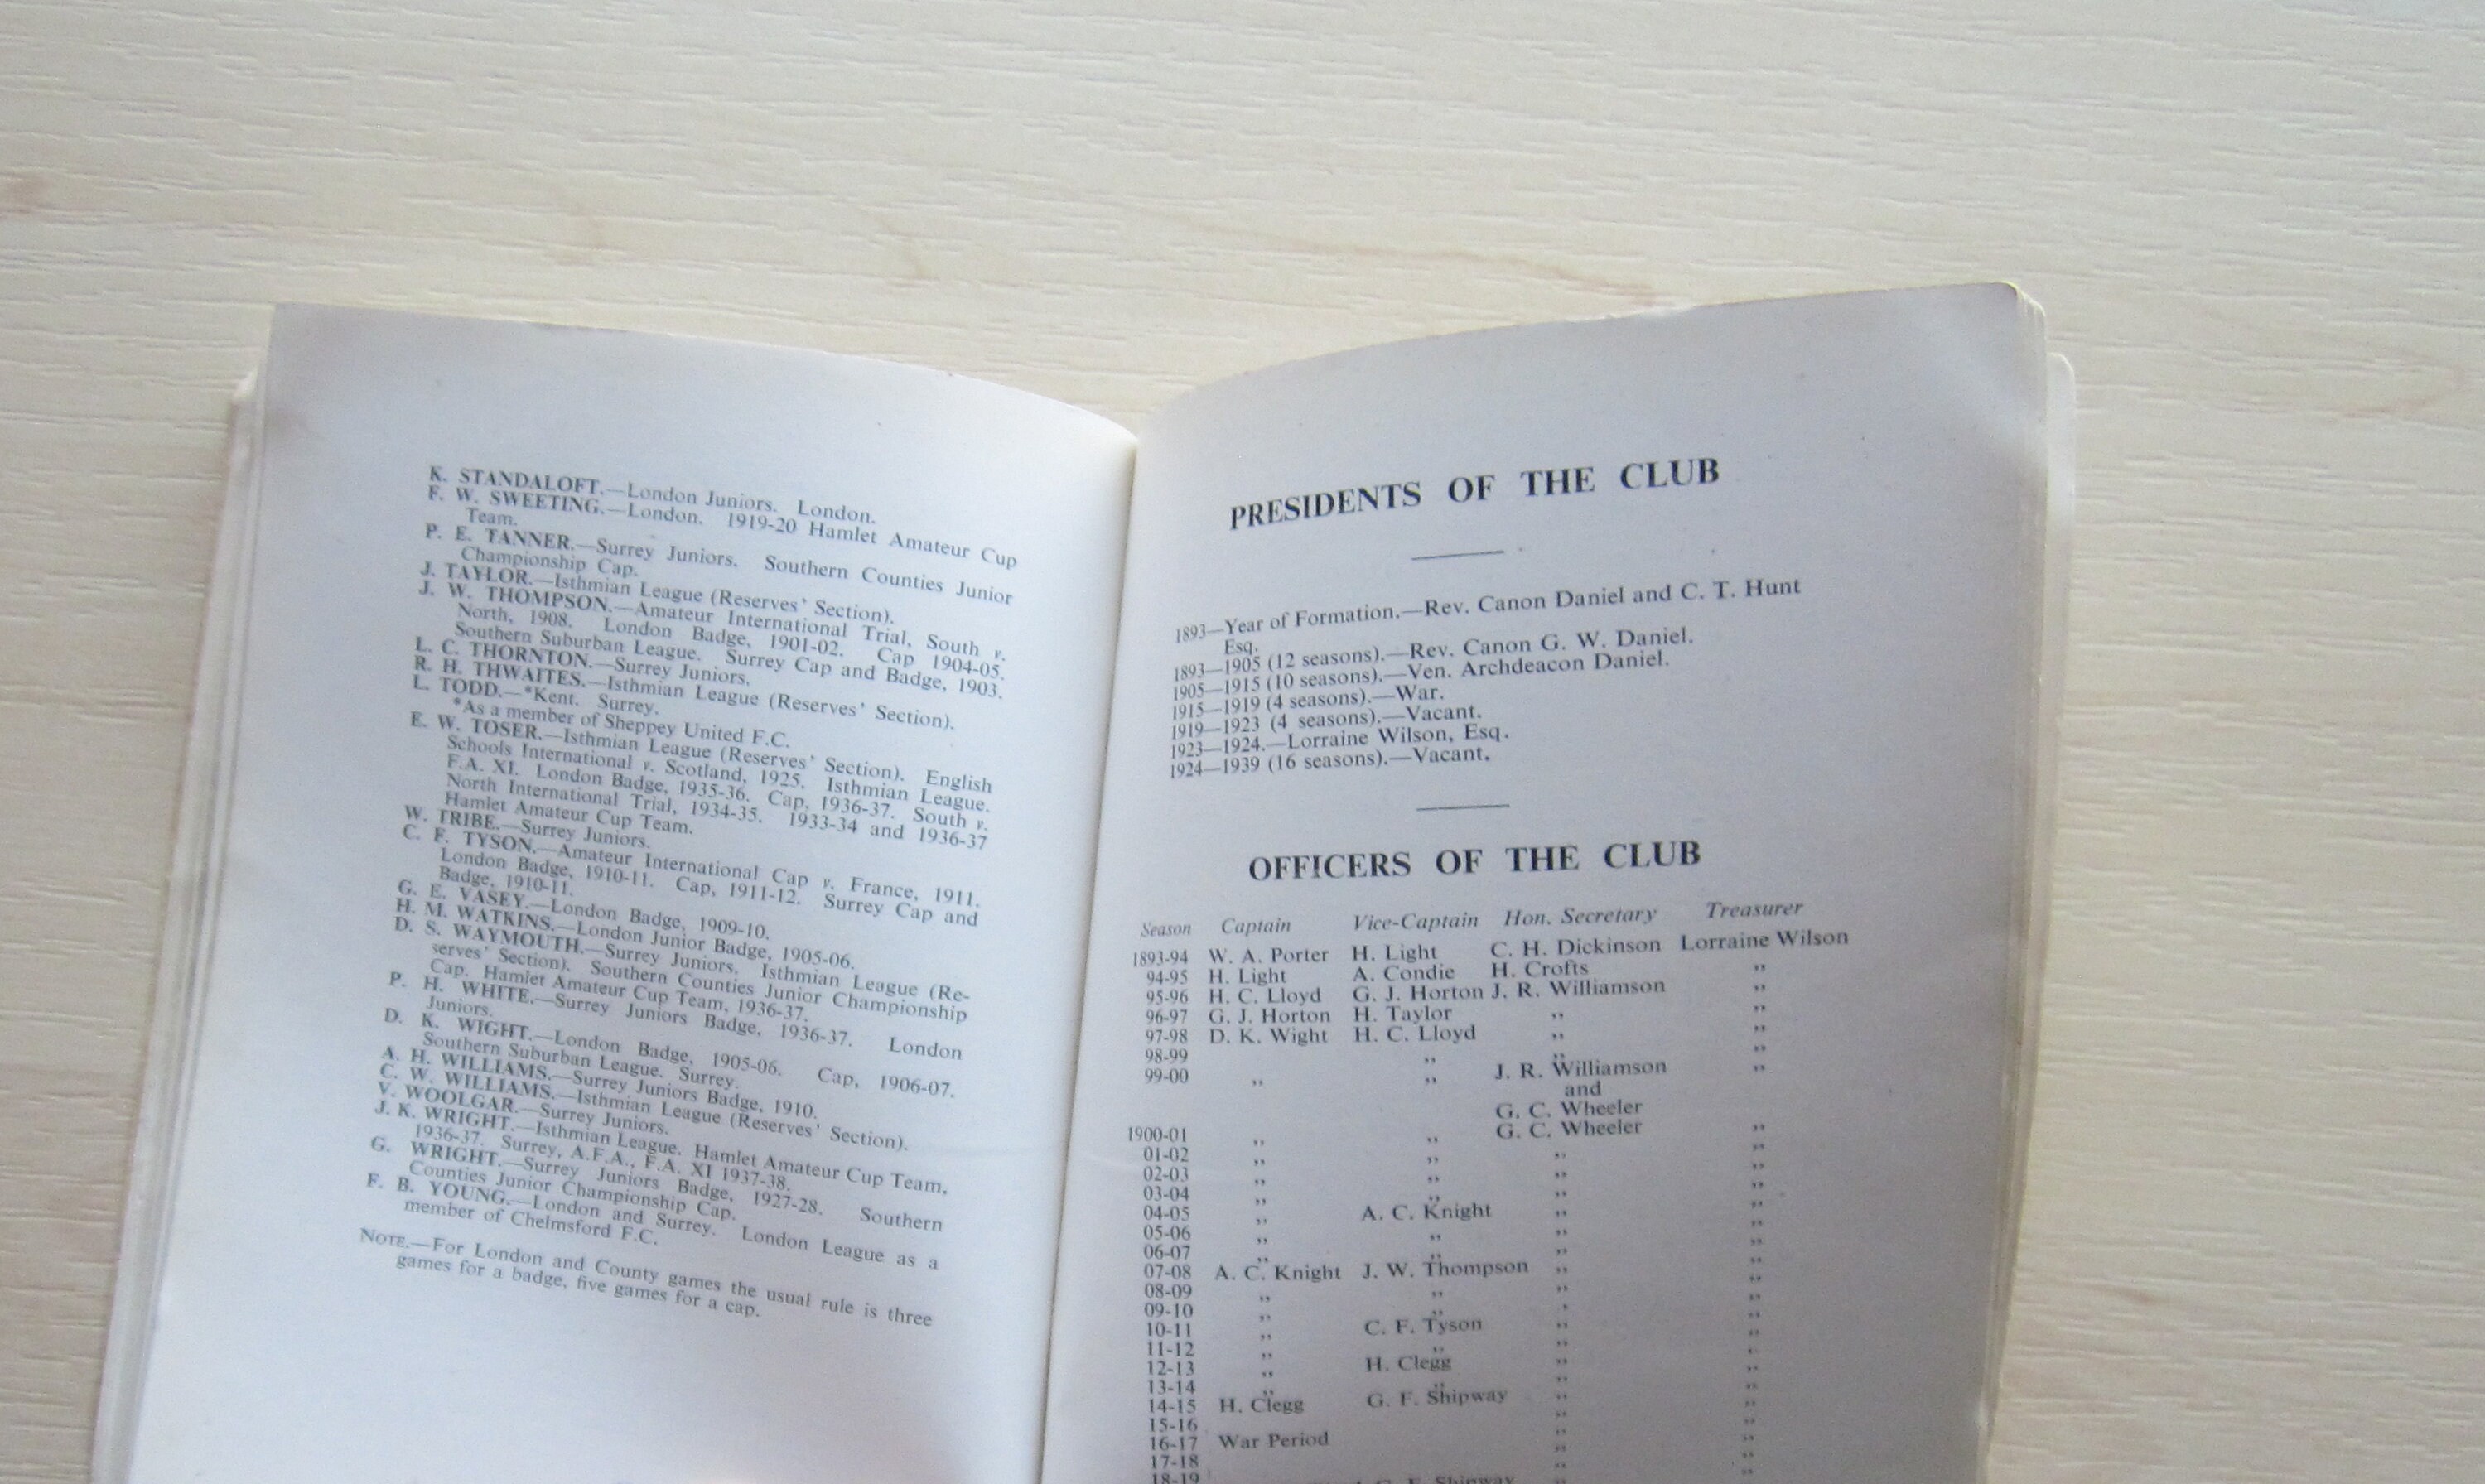 K. STANDALOFT.—London Juniors. London.
F. W. SWEETING.—London. 1919-20 Hamlet Amateur Cup
Team.
P. E. TANNER.—Surrey Juniors. Southern Counties Junior
Championship Cap.
J. TAYLOR.—Isthmian League (Reserves' Section).
J. W. THOMPSON.—Amateur International Trial, South v.
North, 1908. London Badge, 1901-02. Cap 1904-05.
Southern Suburban League. Surrey Cap and Badge, 1903.
L. C. THORNTON.—Surrey Juniors.
R. H. THWAITES.—Isthmian League (Reserves' Section).
L. TODD.—*Kent. Surrey.
*As a member of Sheppey United F.C.
E. W. TOSER.—Isthmian League (Reserves' Section). English
Schools International v. Scotland, 1925. Isthmian League.
F.A. XI. London Badge, 1935-36. Cap, 1936-37. South v.
North International Trial, 1934-35. 1933-34 and 1936-37
Hamlet Amateur Cup Team.
W. TRIBE.—Surrey Juniors.
C. F. TYSON.—Amateur International Cap v. France, 1911.
London Badge, 1910-11. Cap, 1911-12. Surrey Cap and
Badge, 1910-11.
G. E. VASEY.—London Badge, 1909-10.
H. M. WATKINS.—London Junior Badge, 1905-06.
D. S. WAYMOUTH.—Surrey Juniors. Isthmian League (Re-
serves' Section). Southern Counties Junior Championship
Cap. Hamlet Amateur Cup Team, 1936-37.
P. H. WHITE.—Surrey Juniors Badge, 1936-37. London
Juniors.
D. K. WIGHT.—London Badge, 1905-06. Cap, 1906-07.
Southern Suburban League. Surrey.
A. H. WILLIAMS.—Surrey Juniors Badge, 1910.
C. W. WILLIAMS.—Isthmian League (Reserves' Section).
V. WOOLGAR.—Surrey Juniors.
J. K. WRIGHT.—Isthmian League. Hamlet Amateur Cup Team,
1936-37. Surrey, A.F.A., F.A. XI 1937-38.
G. WRIGHT.—Surrey Juniors Badge, 1927-28. Southern
Counties Junior Championship Cap.
F. B. YOUNG.—London and Surrey. London League as a
member of Chelmsford F.C.
NOTE.—For London and County games the usual rule is three
games for a badge, five games for a cap.
PRESIDENTS OF THE CLUB
1893—Year of Formation.—Rev. Canon Daniel and C. T. Hunt
Esq.
1893—1905 (12 seasons).—Rev. Canon G. W. Daniel.
1905—1915 (10 seasons).—Ven. Archdeacon Daniel.
1915—1919 (4 seasons).—War.
1919—1923 (4 seasons).—Vacant.
1923—1924.—Lorraine Wilson, Esq.
1924—1939 (16 seasons).—Vacant.
OFFICERS OF THE CLUB
Season Captain Vice-Captain Hon. Secretary Treasurer
1893-94 W. A. Porter H. Light C. H. Dickinson Lorraine Wilson
94-95 H. Light A. Condie H. Crofts ,,
95-96 H. C. Lloyd G. J. Horton J. R. Williamson ,,
96-97 G. J. Horton H. Taylor ,, ,,
97-98 D. K. Wight H. C. Lloyd ,, ,,
98-99 ,, ,, ,,
99-00 ,, ,, J. R. Williamson ,,
and
G. C. Wheeler
1900-01 ,, ,, G. C. Wheeler ,,
01-02 ,, ,, ,, ,,
02-03 ,, ,, ,, ,,
03-04 ,, ,, ,, ,,
04-05 ,, A. C. Knight ,, ,,
05-06 ,, ,, ,, ,,
06-07 ,, ,, ,, ,,
07-08 A. C. Knight J. W. Thompson ,, ,,
08-09 ,, ,, ,, ,,
09-10 ,, ,, ,, ,,
10-11 ,, C. F. Tyson ,, ,,
11-12 ,, ,, ,, ,,
12-13 ,, H. Clegg ,, ,,
13-14 ,, ,, ,, ,,
14-15 H. Clegg G. F. Shipway ,, ,,
15-16 ,, ,,
16-17 War Period ,, ,,
17-18 ,, ,,
18-19
Shipway